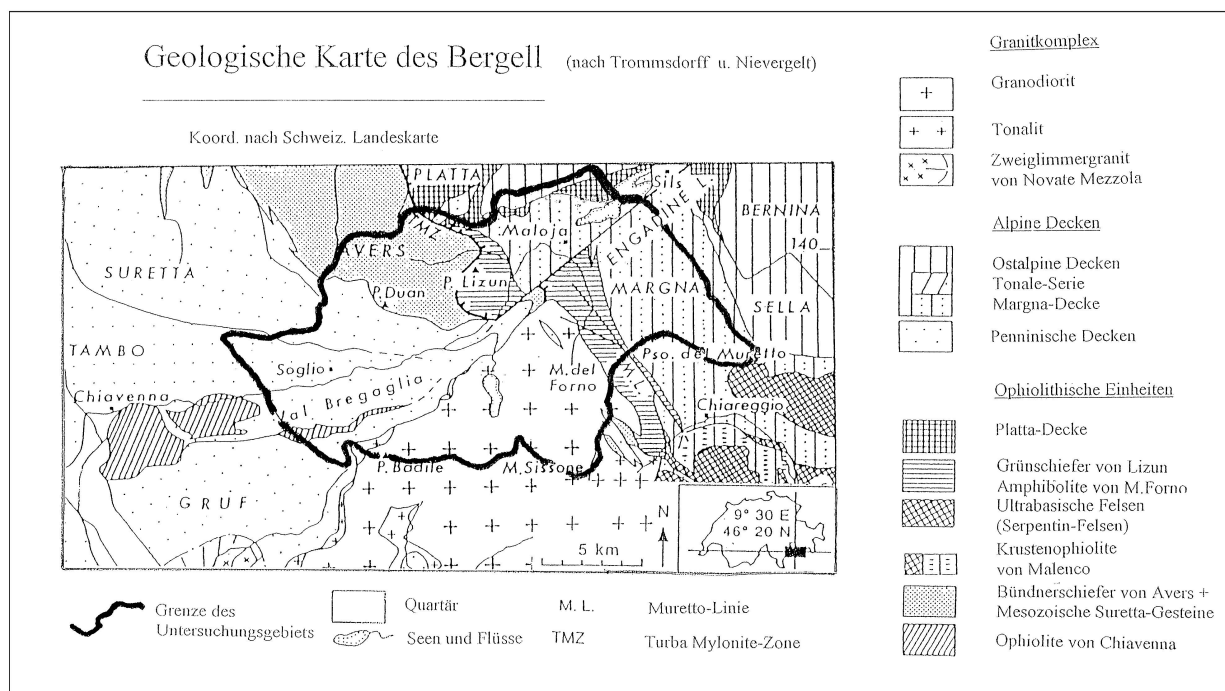 Geologische Karte des Bergell (nach Trommsdorff u. Nievergelt)
Koord. nach Schweiz. Landeskarte
PLATTA
Sils
BERNINA
TMZ
Maloja
ENGADINE L.
140
AVERS
SURETTA
P. Lizun
P. Duan
MARGNA
SELLA
TAMBO
Pso. del Muretto
Soglio
M. del
Forno
M.L.
Chiavenna
Val Bregaglia
Chiareggio
P. Badile
M. Sissone
GRUF
N
5 km
9° 30 E
46° 20 N
Grenze des
Untersuchungsgebiets
Quartär
Seen und Flüsse
M. L. Muretto-Linie
TMZ Turba Mylonite-Zone
Granitkomplex
Granodiorit
Tonalit
Zweiglimmergranit
von Novate Mezzola
Alpine Decken
Ostalpine Decken
Tonale-Serie
Margna-Decke
Penninische Decken
Ophiolithische Einheiten
Platta-Decke
Grünschiefer von Lizun
Amphibolite von M.Forno
Ultrabasische Felsen
(Serpentin-Felsen)
Krustenophiolite
von Malenco
Bündnerschiefer von Avers +
Mesozoische Suretta-Gesteine
Ophiolite von Chiavenna